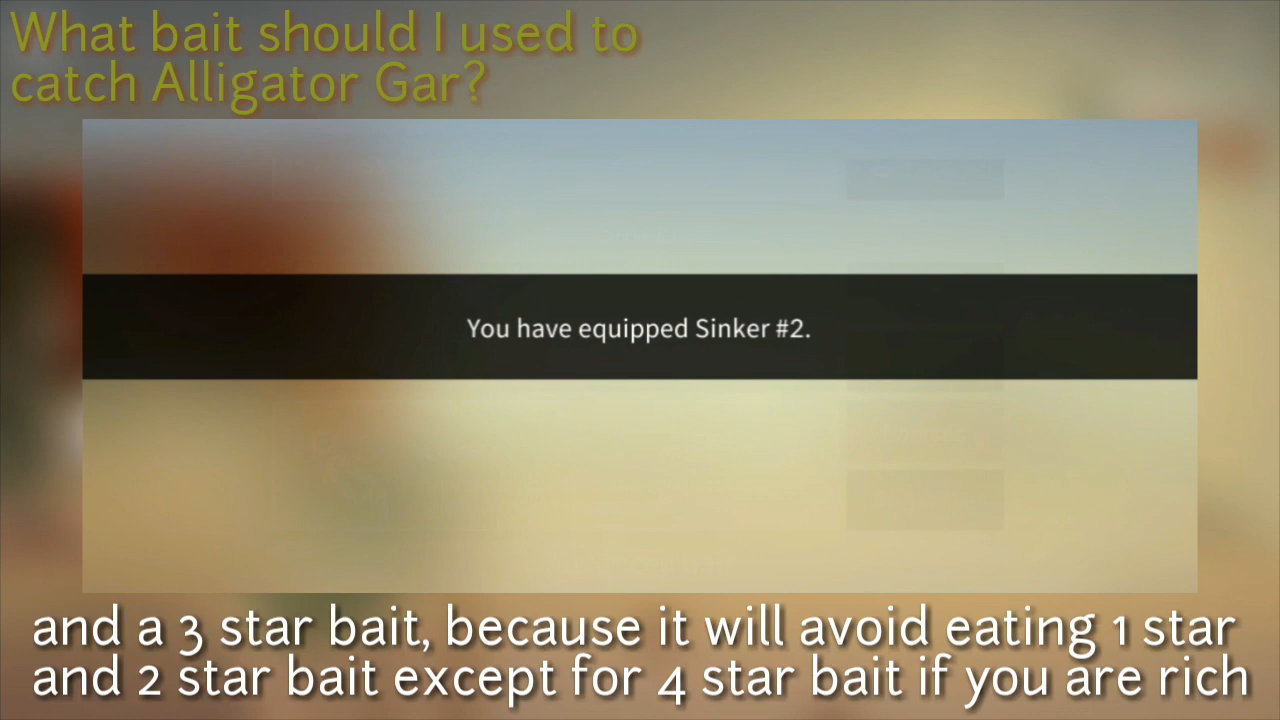 What bait should I used to
catch Alligator Gar?
You have equipped Sinker #2.
and a 3 star bait, because it will avoid eating 1 star
and 2 star bait except for 4 star bait if you are rich